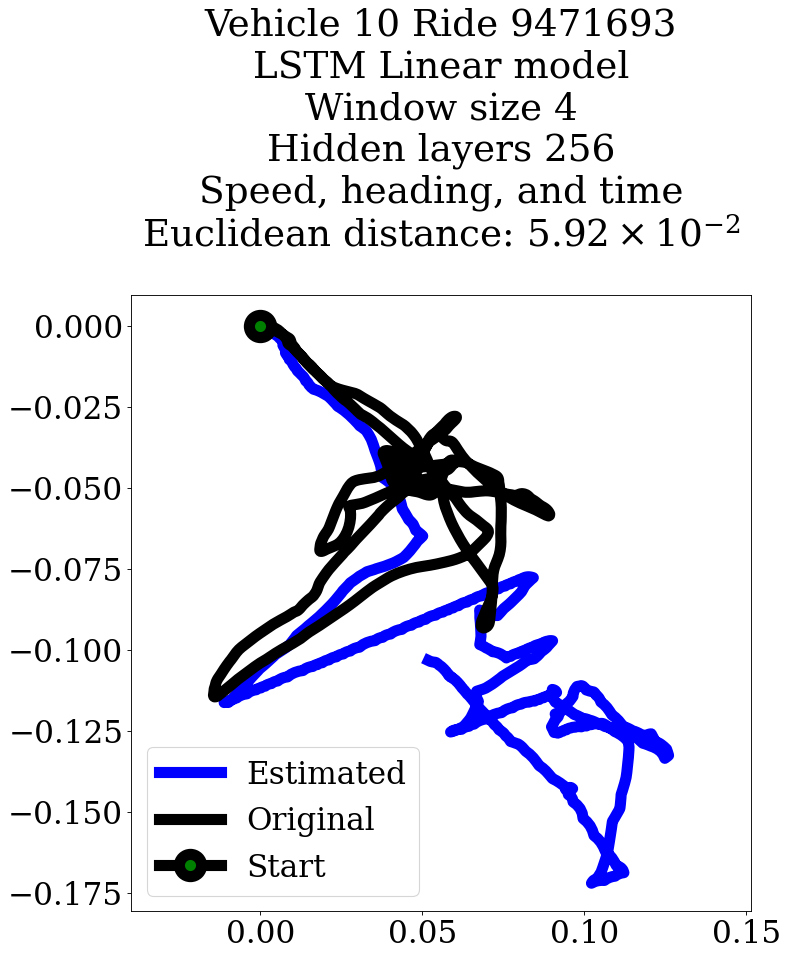 Vehicle 10 Ride 9471693
LSTM Linear model
Window size 4
Hidden layers 256
Speed, heading, and time
Euclidean distance: 5.92 × 10⁻²
0.000
−0.025
−0.050
−0.075
−0.100
−0.125
−0.150
−0.175
Estimated
Original
Start
0.00 0.05 0.10 0.15